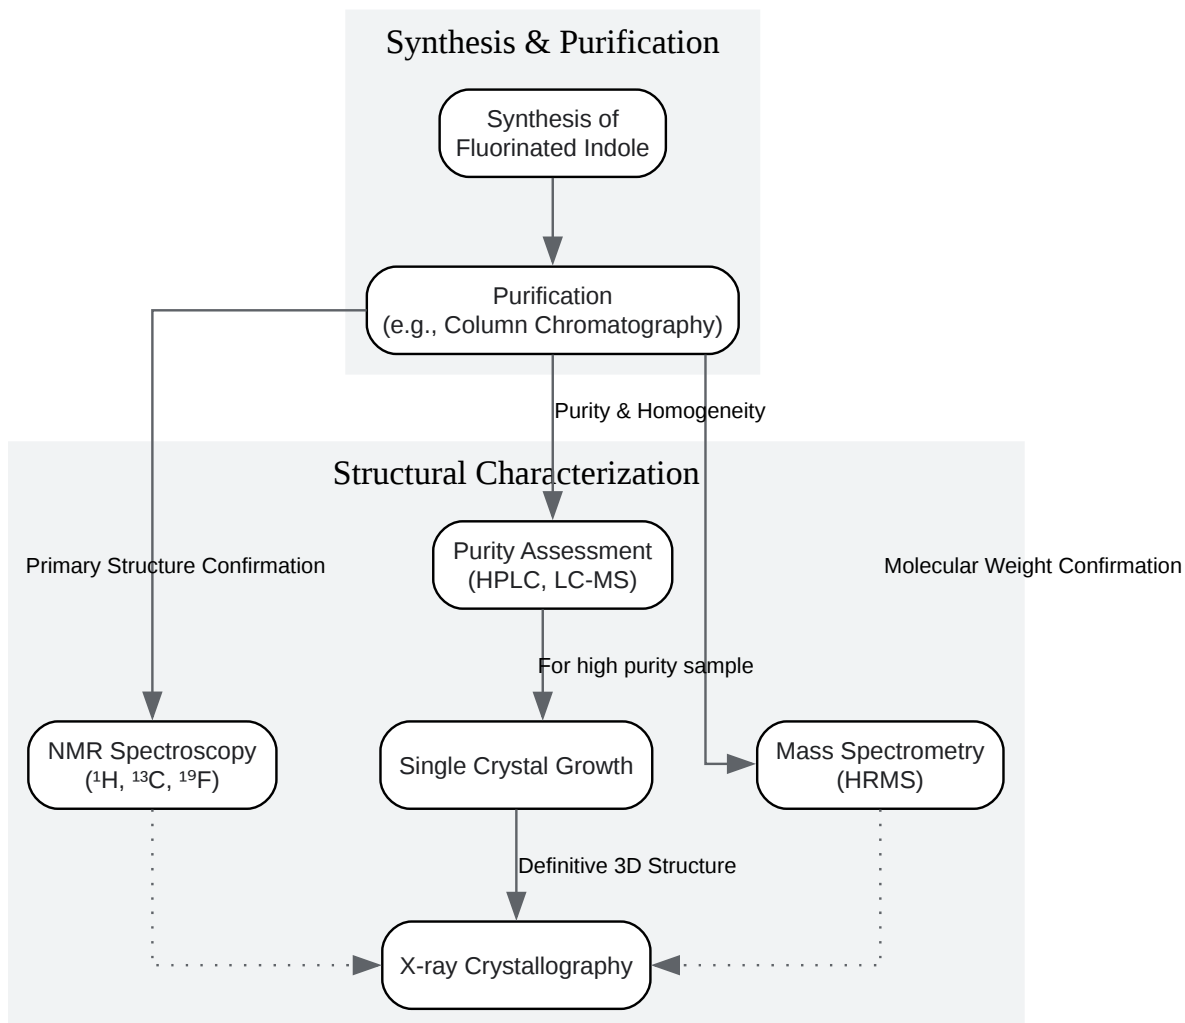 Synthesis & Purification
Synthesis of
Fluorinated Indole
Purification
(e.g., Column Chromatography)
Purity & Homogeneity
Structural Characterization
Purity Assessment
(HPLC, LC-MS)
Primary Structure Confirmation
Molecular Weight Confirmation
For high purity sample
NMR Spectroscopy
(¹H, ¹³C, ¹⁹F)
Single Crystal Growth
Mass Spectrometry
(HRMS)
Definitive 3D Structure
X-ray Crystallography